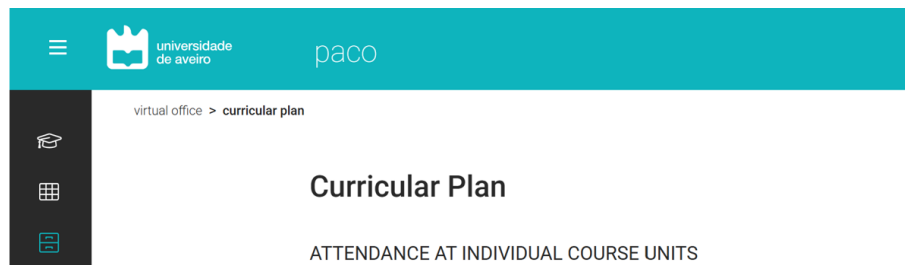 universidade
de aveiro
paco
virtual office > curricular plan
Curricular Plan
ATTENDANCE AT INDIVIDUAL COURSE UNITS